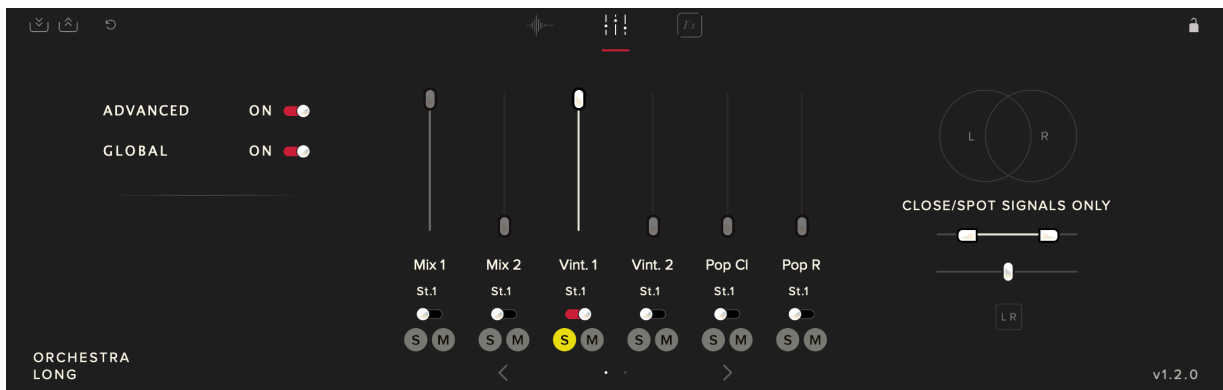 Fx
ADVANCED ON
GLOBAL ON
L R
CLOSE/SPOT SIGNALS ONLY
Mix 1 Mix 2 Vint. 1 Vint. 2 Pop Cl Pop R
St.1 St.1 St.1 St.1 St.1 St.1
S M S M S M S M S M S M
L R
ORCHESTRA
LONG
v1.2.0